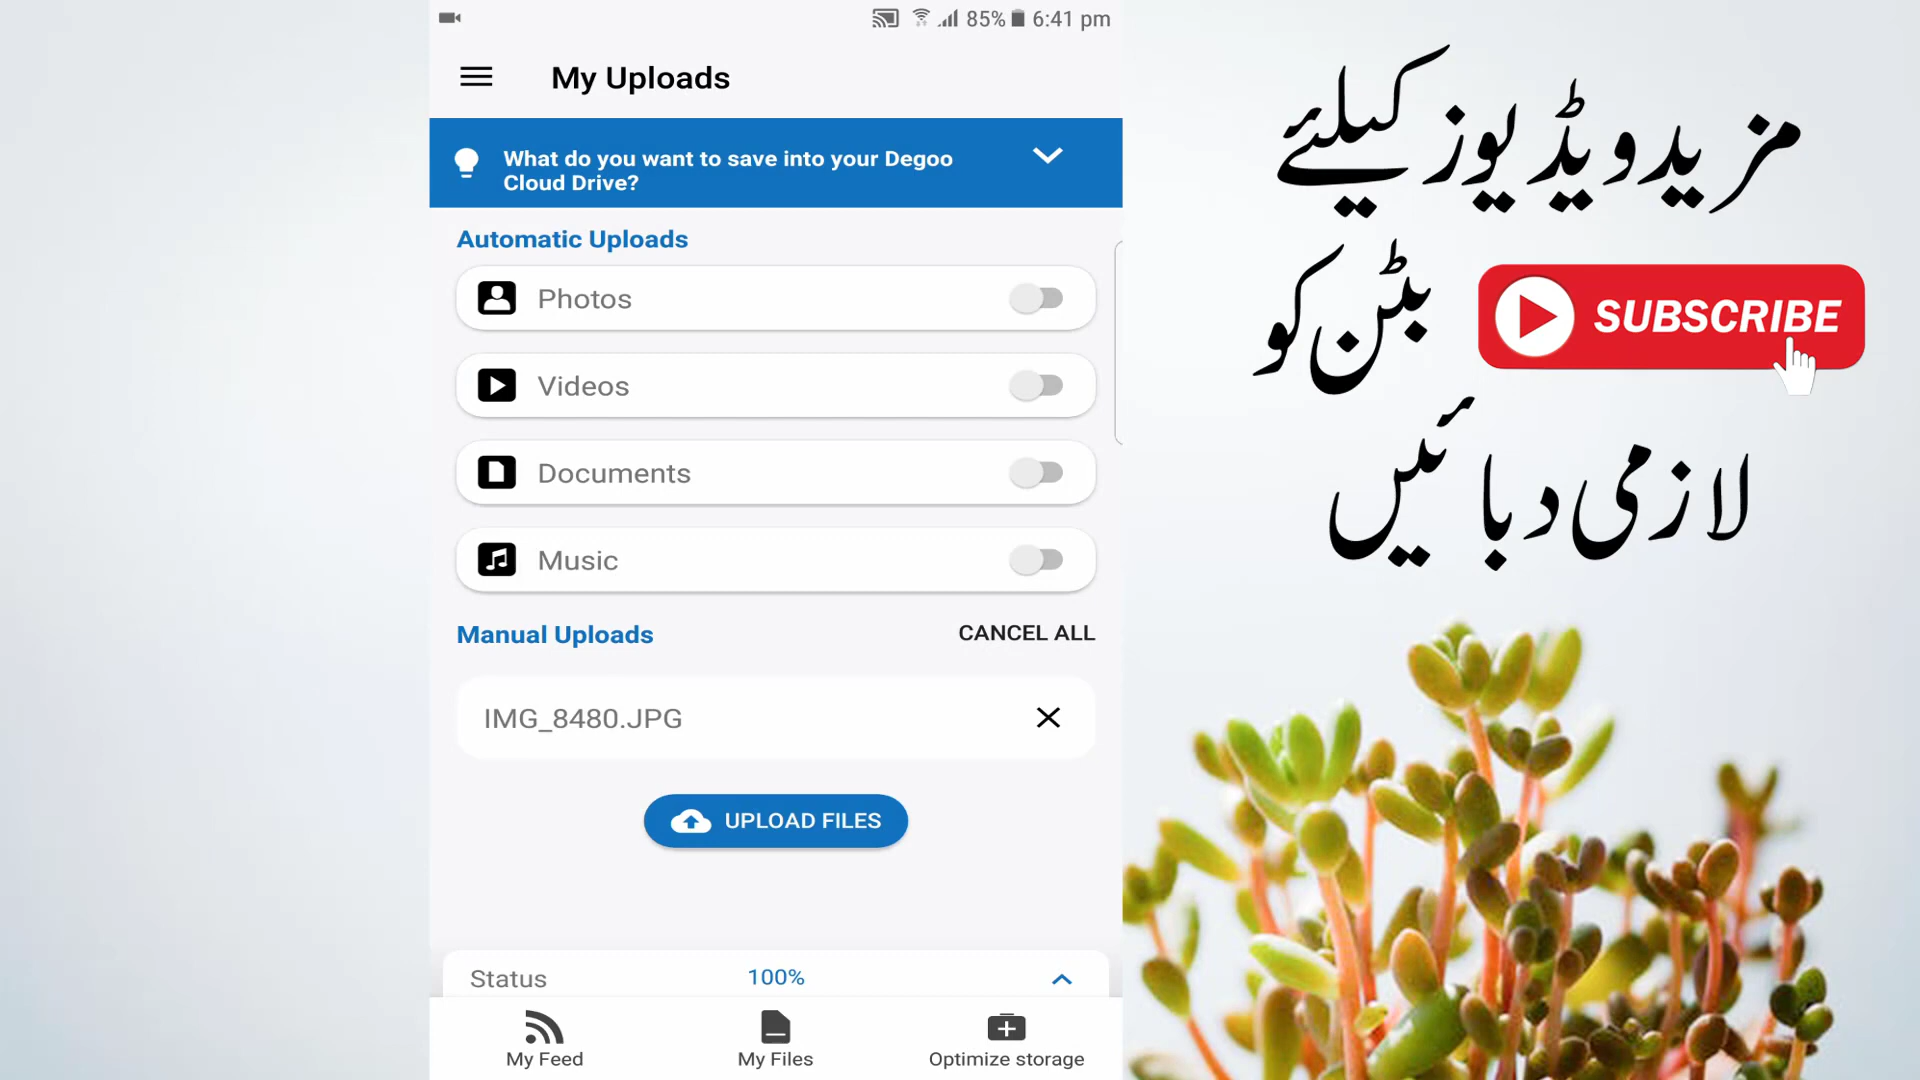 85% 6:41 pm
My Uploads
What do you want to save into your Degoo
Cloud Drive?
Automatic Uploads
Photos
Videos
Documents
Music
Manual Uploads
CANCEL ALL
IMG_8480.JPG
UPLOAD FILES
Status
100%
My Feed
My Files
Optimize storage
مزید ویڈیوز کیلئے
SUBSCRIBE بٹن کو
لازمی دبائیں